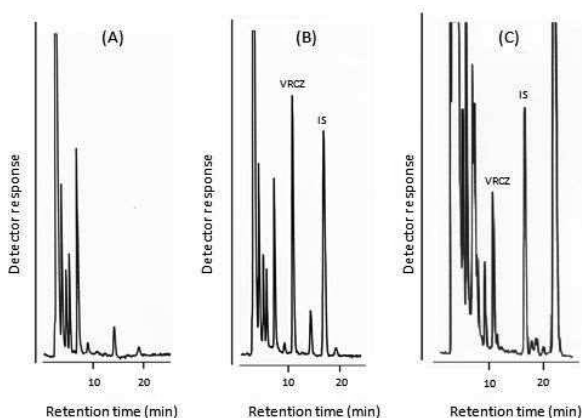 (A)
(B)
(C)
VRCZ
IS
VRCZ
IS
Detector response
Detector response
Detector response
10
20
10
20
10
20
Retention time (min)
Retention time (min)
Retention time (min)